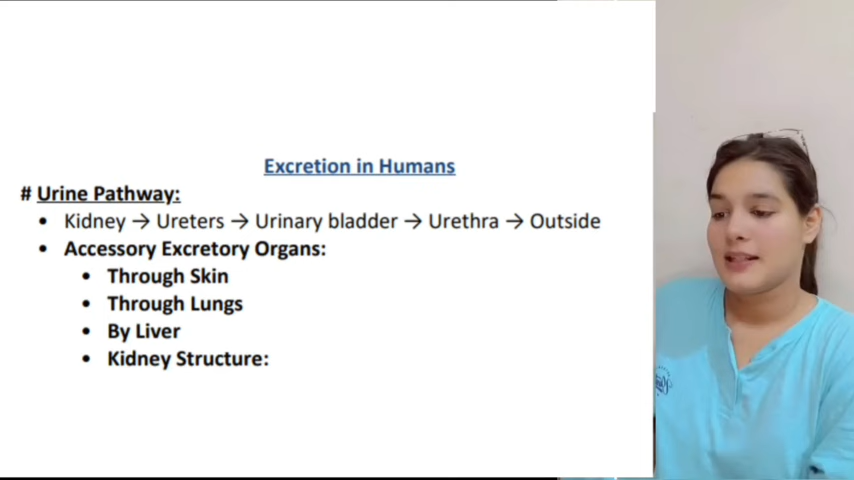 Excretion in Humans
# Urine Pathway:
• Kidney → Ureters → Urinary bladder → Urethra → Outside
• Accessory Excretory Organs:
• Through Skin
• Through Lungs
• By Liver
• Kidney Structure: